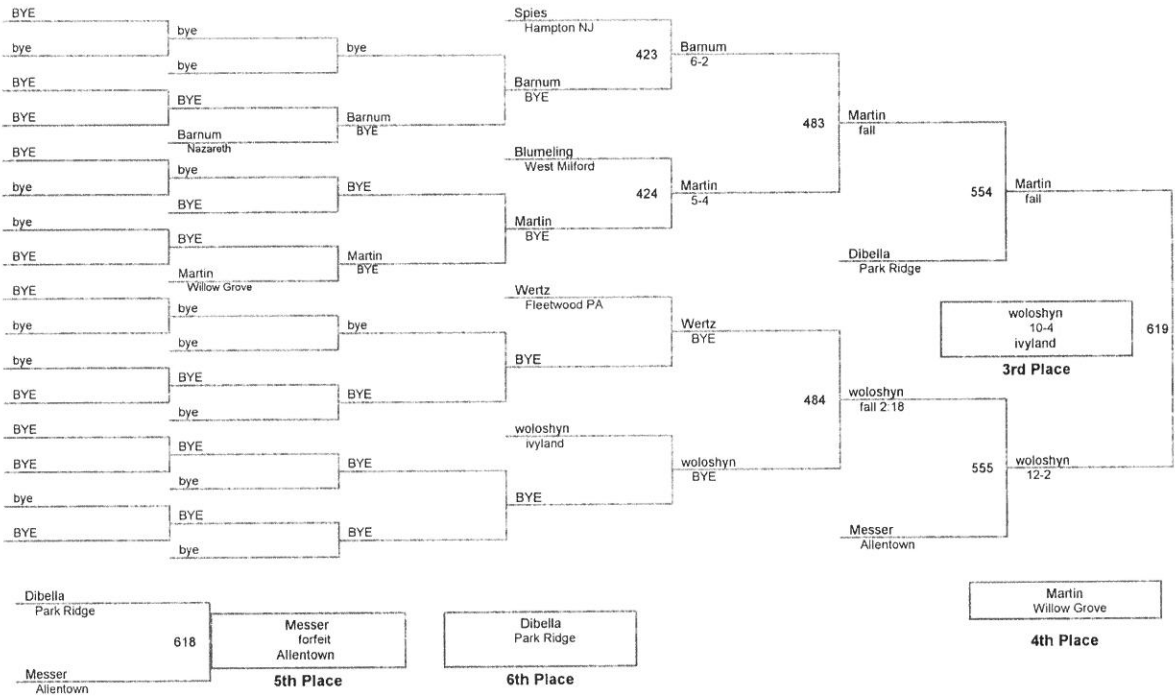 BYE
bye
BYE
BYE
BYE
bye
bye
BYE
BYE
bye
bye
BYE
BYE
BYE
bye
BYE
bye
bye
BYE
Barnum
Nazareth
bye
BYE
BYE
Martin
Willow Grove
bye
bye
BYE
bye
BYE
bye
BYE
bye
bye
Barnum
BYE
BYE
Martin
BYE
bye
BYE
BYE
BYE
Spies
Hampton NJ
423
Barnum
BYE
Blumeling
West Milford
424
Martin
BYE
Wertz
Fleetwood PA
BYE
woloshyn
ivyland
BYE
Barnum
6-2
483
Martin
5-4
Wertz
BYE
484
woloshyn
BYE
Martin
fall
554
Dibella
Park Ridge
woloshyn
fall 2:18
555
Messer
Allentown
Martin
fall
woloshyn
10-4
ivyland
619
3rd Place
woloshyn
12-2
Dibella
Park Ridge
618
Messer
Allentown
Messer
forfeit
Allentown
5th Place
Dibella
Park Ridge
6th Place
Martin
Willow Grove
4th Place